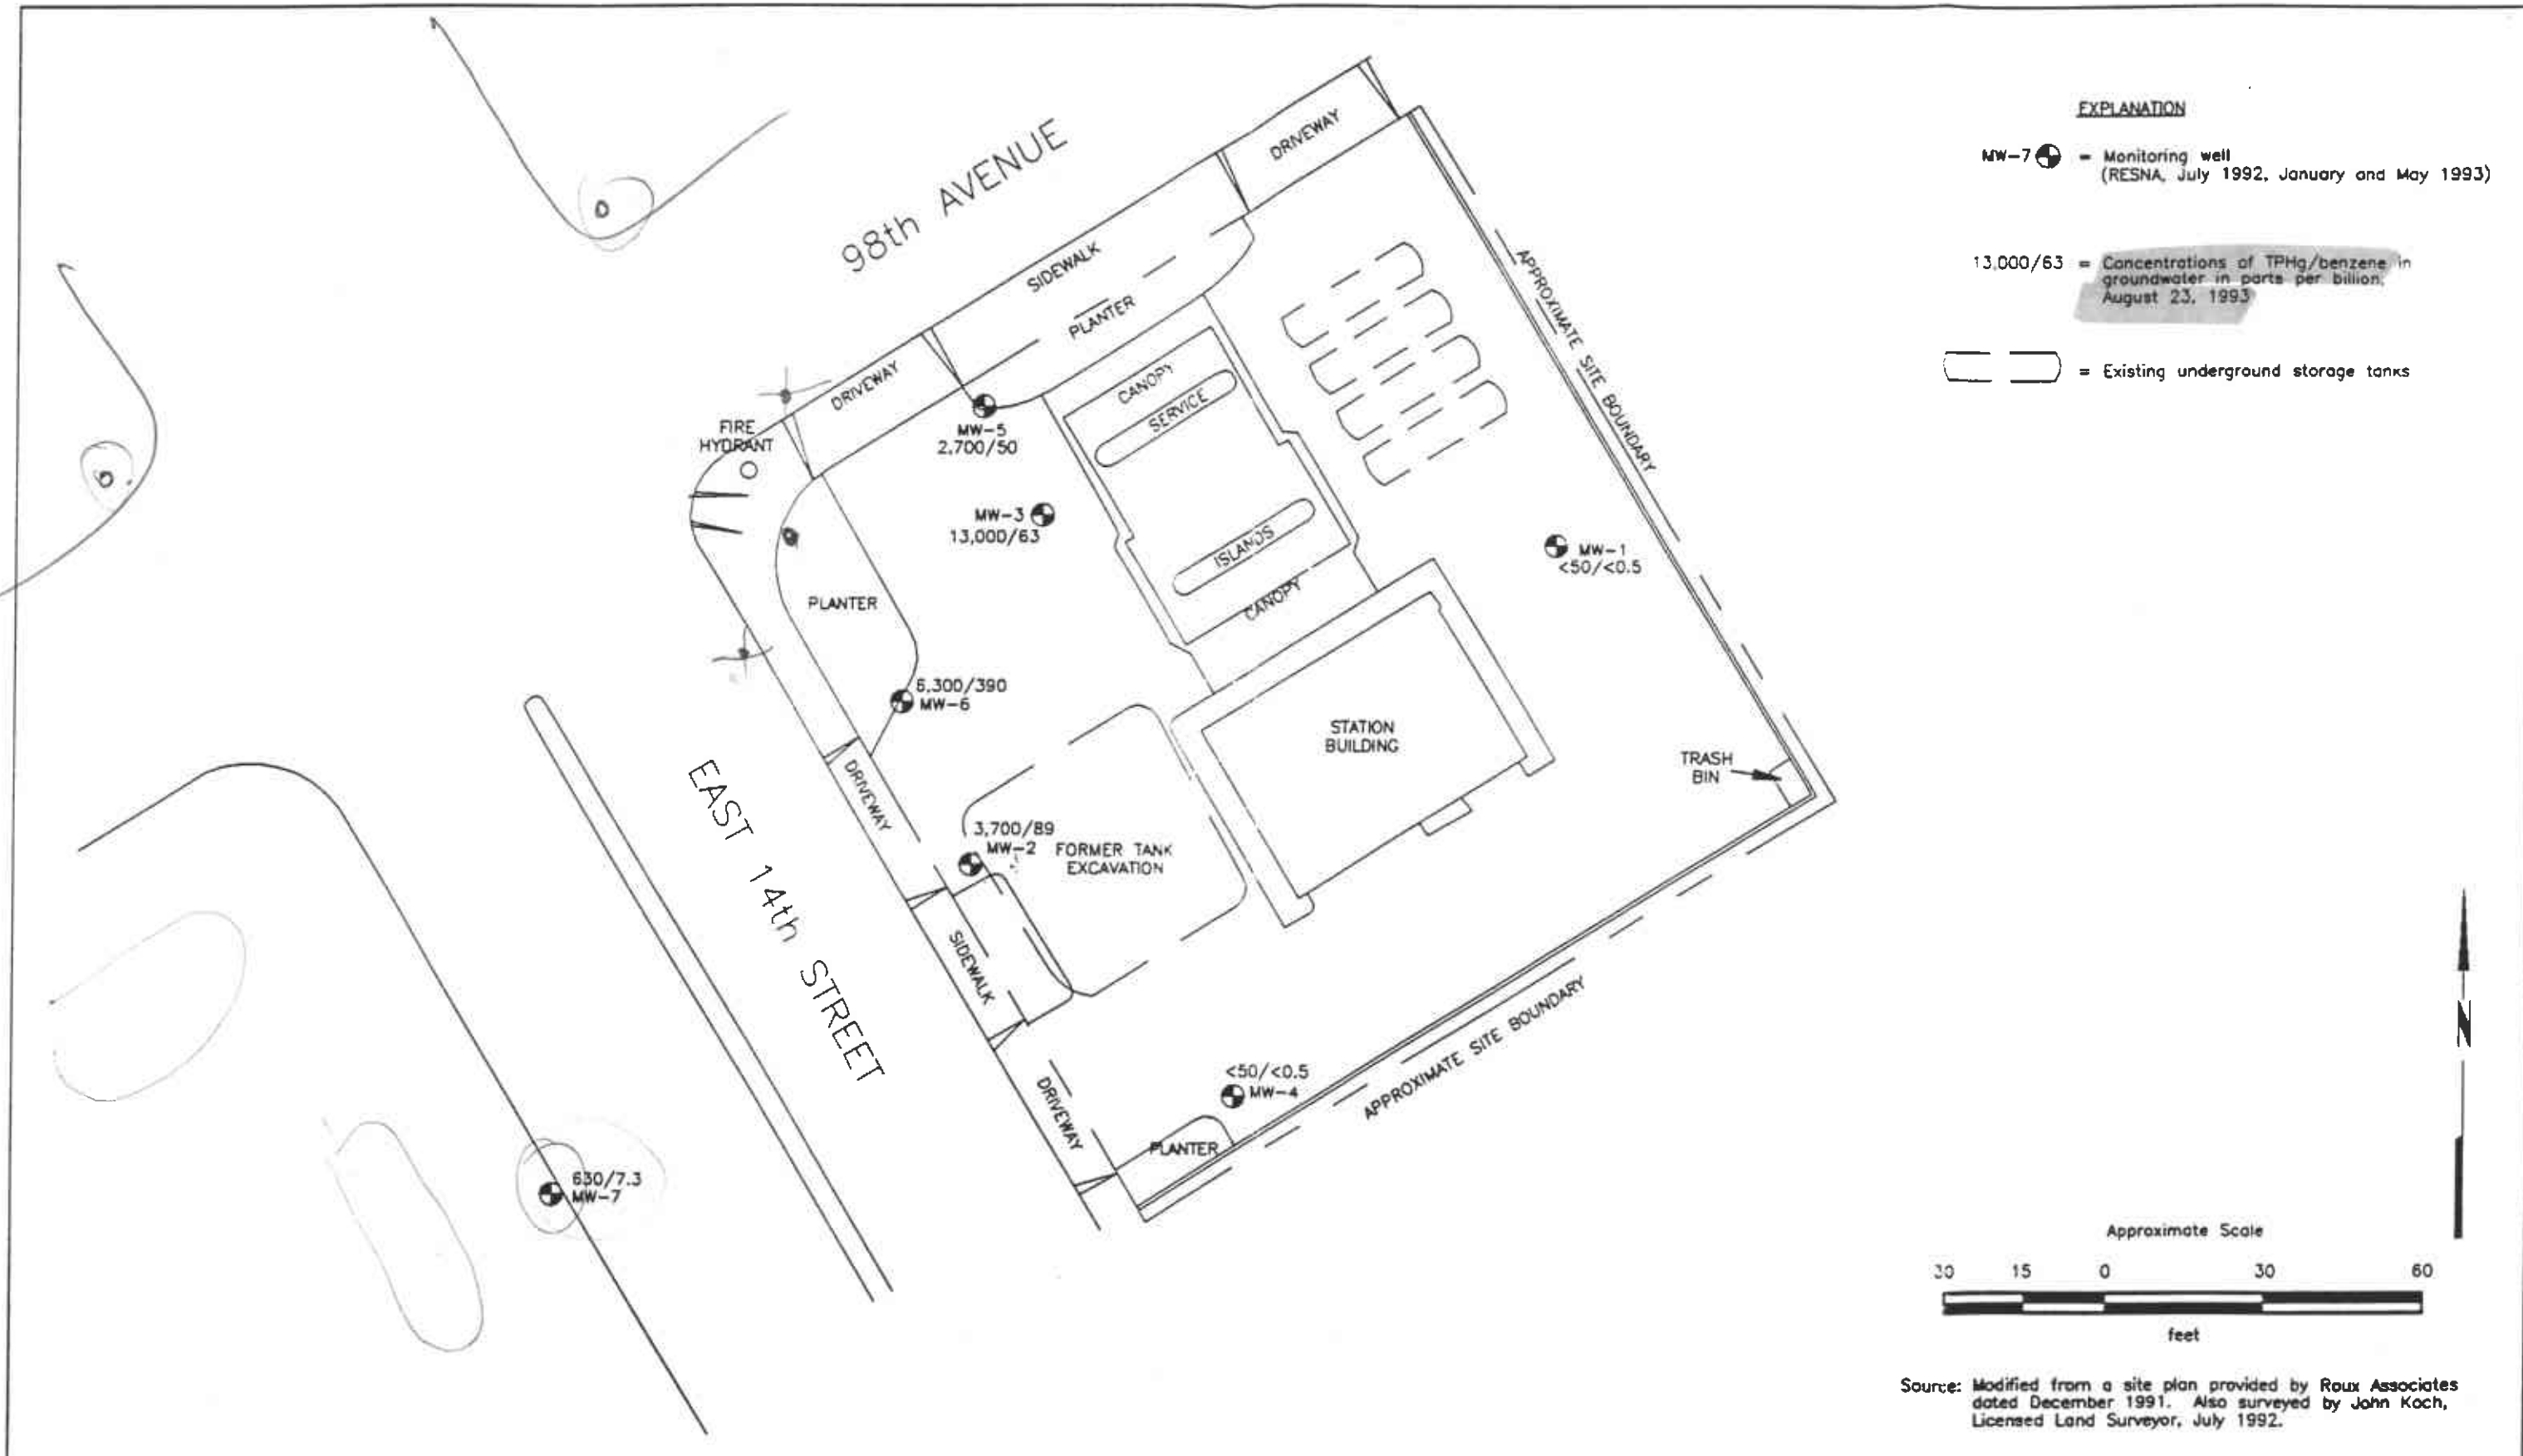 EXPLANATION
MW-7 = Monitoring well
(RESNA, July 1992, January and May 1993)
13,000/63 = Concentrations of TPHg/benzene in
groundwater in parts per billion,
August 23, 1993
= Existing underground storage tanks
98th AVENUE
DRIVEWAY
SIDEWALK
PLANTER
DRIVEWAY
FIRE
HYDRANT
MW-5
2,700/50
CANOPY
SERVICE
APPROXIMATE SITE BOUNDARY
MW-3
13,000/63
ISLANDS
CANOPY
MW-1
<50/<0.5
PLANTER
MW-6
STATION
BUILDING
TRASH
BIN
EAST 14th STREET
DRIVEWAY
3,700/89
MW-2
FORMER TANK
EXCAVATION
SIDEWALK
APPROXIMATE SITE BOUNDARY
<50/<0.5
MW-4
DRIVEWAY
PLANTER
630/7.3
MW-7
N
Approximate Scale
30 15 0 30 60
feet
Source: Modified from a site plan provided by Roux Associates
dated December 1991. Also surveyed by John Koch,
Licensed Land Surveyor, July 1992.